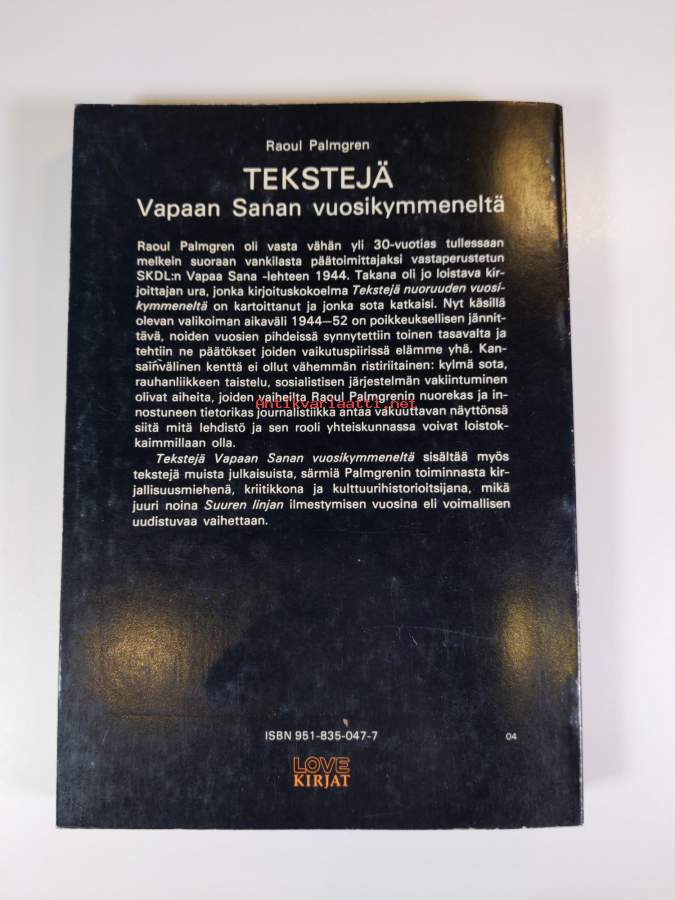 Raoul Palmgren
TEKSTEJÄ
Vapaan Sanan vuosikymmeneltä
Raoul Palmgren oli vasta vähän yli 30-vuotias tullessaan
melkein suoraan vankilasta päätoimittajaksi vastaperustetun
SKDL:n Vapaa Sana -lehteen 1944. Takana oli jo loistava kir-
joittajan ura, jonka kirjoituskokoelma Tekstejä nuoruuden vuosi-
kymmeneltä on kartoittanut ja jonka sota katkaisi. Nyt käsillä
olevan valikoiman aikaväli 1944—52 on poikkeuksellisen jännit-
tävä, noiden vuosien pihdeissä synnytettiin toinen tasavalta ja
tehtiin ne päätökset joiden vaikutuspiirissä elämme yhä. Kan-
sainvälinen kenttä ei ollut vähemmän ristiriitainen: kylmä sota,
rauhanliikkeen taistelu, sosialistisen järjestelmän vakiintuminen
olivat aiheita, joiden vaiheilta Raoul Palmgrenin nuorekas ja in-
nostuneen tietorikas journalistiikka antaa vakuuttavan näyttönsä
siitä mitä lehdistö ja sen rooli yhteiskunnassa voivat loistok-
kaimmillaan olla.
Tekstejä Vapaan Sanan vuosikymmeneltä sisältää myös
tekstejä muista julkaisuista, särmiä Palmgrenin toiminnasta kir-
jallisuusmiehenä, kriitikkona ja kulttuurihistorioitsijana, mikä
juuri noina Suuren linjan ilmestymisen vuosina eli voimallisen
uudistuvaa vaihettaan.
Antikvariaatti.net
ISBN 951-835-047-7
04
LOVE
KIRJAT